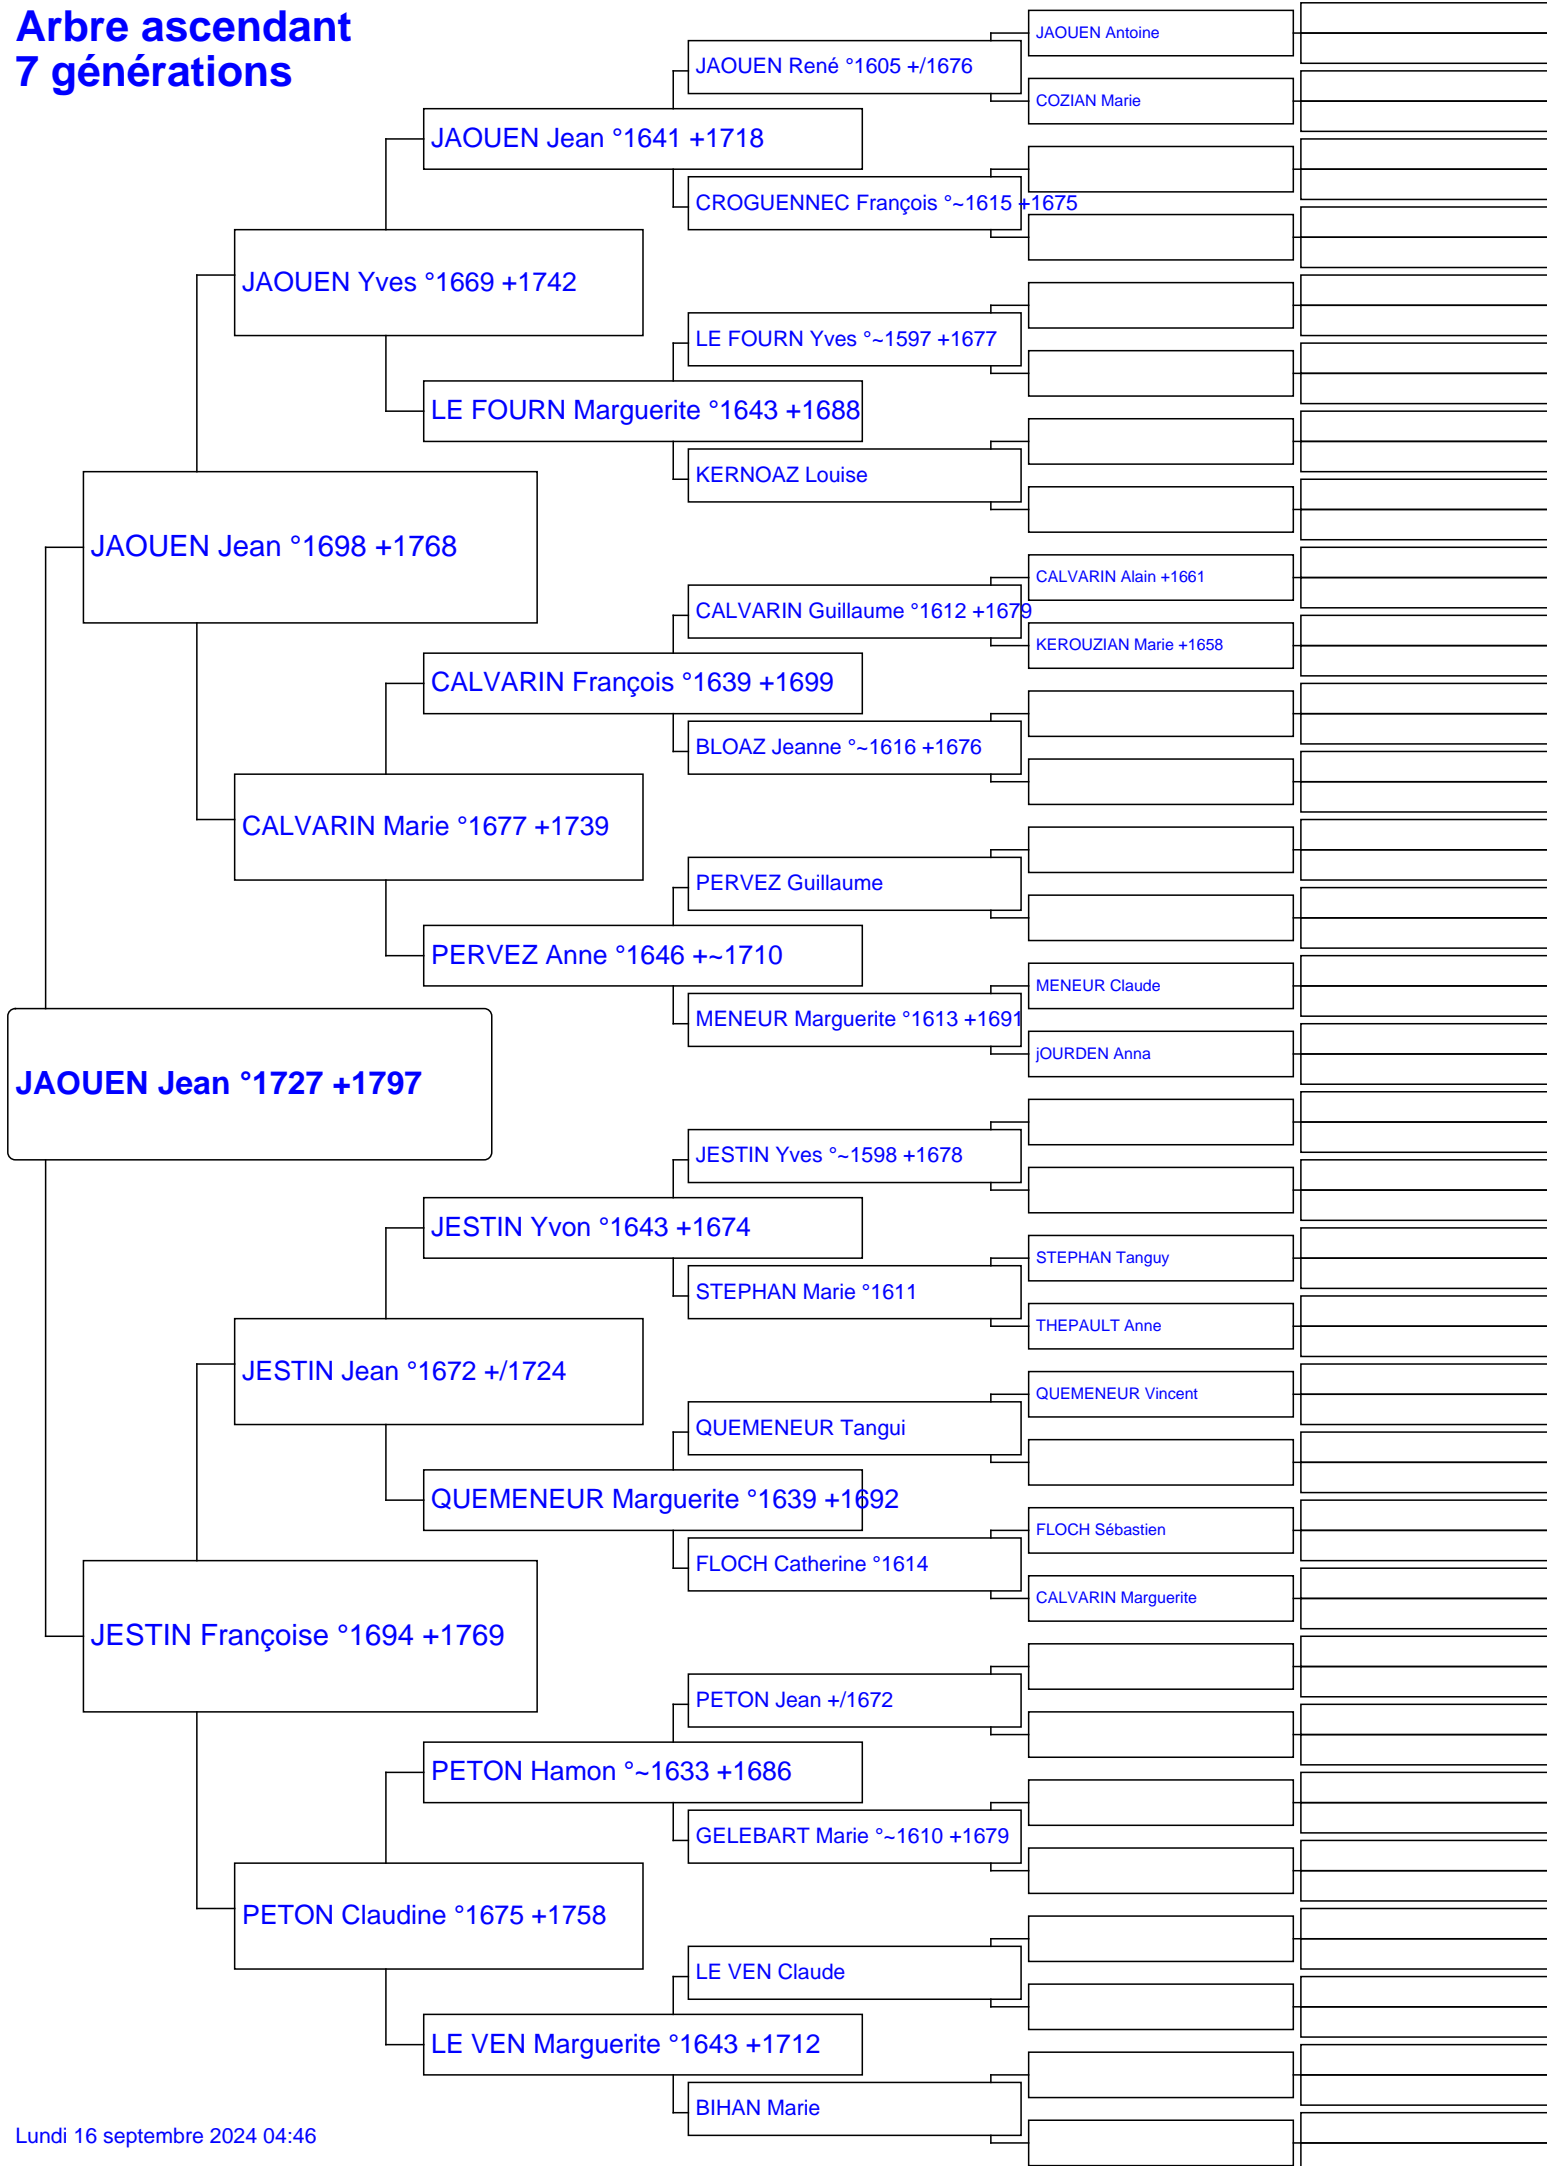 Arbre ascendant
7 générations
JAOUEN Antoine
JAOUEN René °1605 +/1676
COZIAN Marie
JAOUEN Jean °1641 +1718
CROGUENNEC François °~1615 +1675
JAOUEN Yves °1669 +1742
LE FOURN Yves °~1597 +1677
LE FOURN Marguerite °1643 +1688
KERNOAZ Louise
JAOUEN Jean °1698 +1768
CALVARIN Alain +1661
CALVARIN Guillaume °1612 +1679
KEROUZIAN Marie +1658
CALVARIN François °1639 +1699
BLOAZ Jeanne °~1616 +1676
CALVARIN Marie °1677 +1739
PERVEZ Guillaume
PERVEZ Anne °1646 +~1710
MENEUR Claude
MENEUR Marguerite °1613 +1691
jOURDEN Anna
JAOUEN Jean °1727 +1797
JESTIN Yves °~1598 +1678
JESTIN Yvon °1643 +1674
STEPHAN Tanguy
STEPHAN Marie °1611
THEPAULT Anne
JESTIN Jean °1672 +/1724
QUEMENEUR Vincent
QUEMENEUR Tangui
QUEMENEUR Marguerite °1639 +1692
FLOCH Sébastien
FLOCH Catherine °1614
CALVARIN Marguerite
JESTIN Françoise °1694 +1769
PETON Jean +/1672
PETON Hamon °~1633 +1686
GELEBART Marie °~1610 +1679
PETON Claudine °1675 +1758
LE VEN Claude
LE VEN Marguerite °1643 +1712
BIHAN Marie
Lundi 16 septembre 2024 04:46